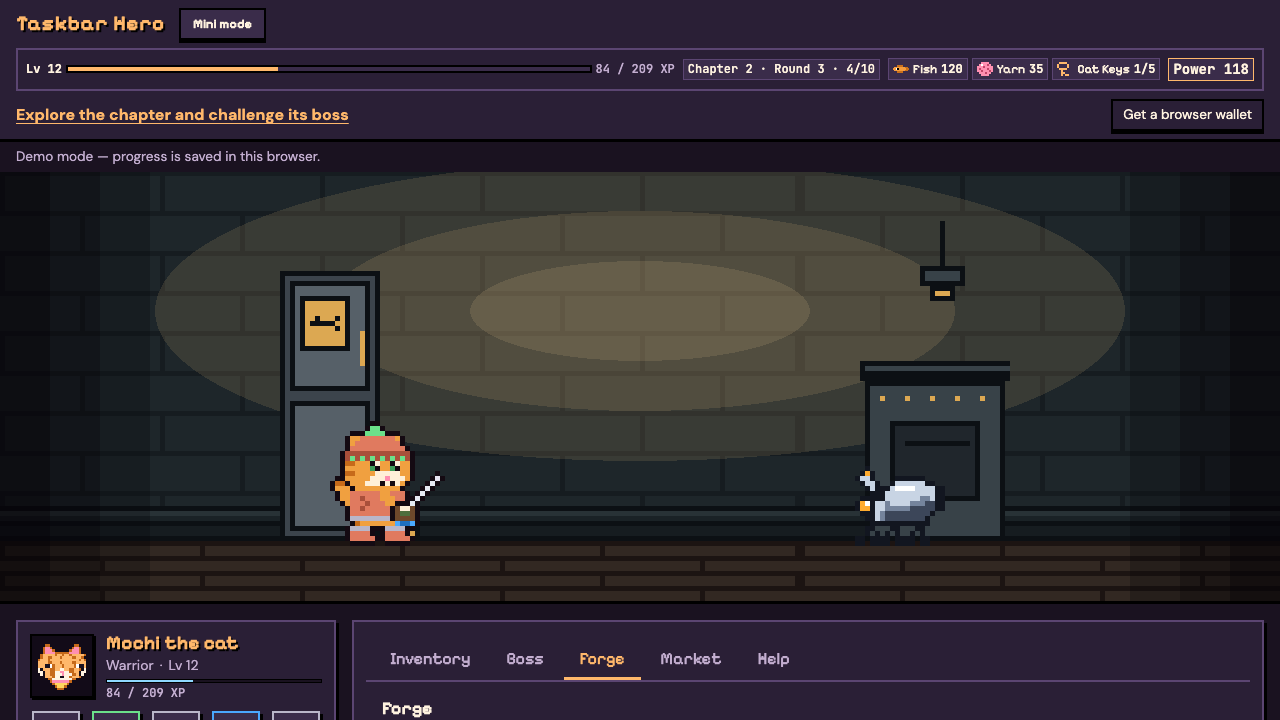 Taskbar Hero
Mini mode
Lv 12
84 / 209 XP
Chapter 2 · Round 3 · 4/10
Fish 120
Yarn 35
Oat Keys 1/5
Power 118
Explore the chapter and challenge its boss
Get a browser wallet
Demo mode — progress is saved in this browser.
Mochi the cat
Warrior · Lv 12
84 / 209 XP
Inventory
Boss
Forge
Market
Help
Forge